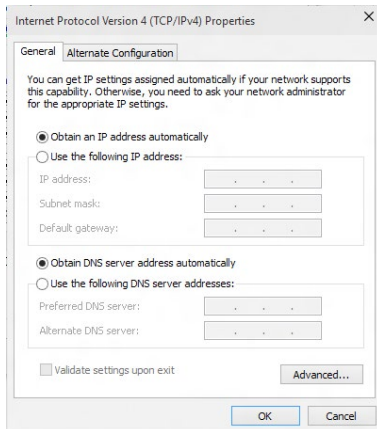 Internet Protocol Version 4 (TCP/IPv4) Properties
General
Alternate Configuration
You can get IP settings assigned automatically if your network supports
this capability. Otherwise, you need to ask your network administrator
for the appropriate IP settings.
Obtain an IP address automatically
Use the following IP address:
IP address:
Subnet mask:
Default gateway:
Obtain DNS server address automatically
Use the following DNS server addresses:
Preferred DNS server:
Alternate DNS server:
Validate settings upon exit
Advanced...
OK
Cancel